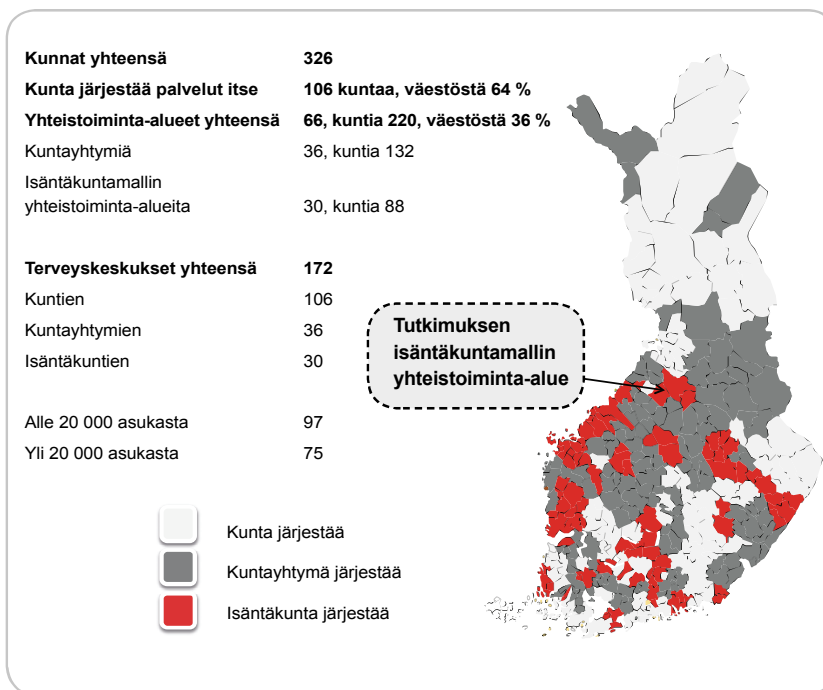 Kunnat yhteensä 326
Kunta järjestää palvelut itse 106 kuntaa, väestöstä 64 %
Yhteistoiminta-alueet yhteensä 66, kuntia 220, väestöstä 36 %
Kuntayhtymiä 36, kuntia 132
Isäntäkuntamallin
yhteistoiminta-alueita 30, kuntia 88
Terveyskeskukset yhteensä 172
Kuntien 106
Kuntayhtymien 36
Isäntäkuntien 30
Alle 20 000 asukasta 97
Yli 20 000 asukasta 75
Tutkimuksen
isäntäkuntamallin
yhteistoiminta-alue
Kunta järjestää
Kuntayhtymä järjestää
Isäntäkunta järjestää